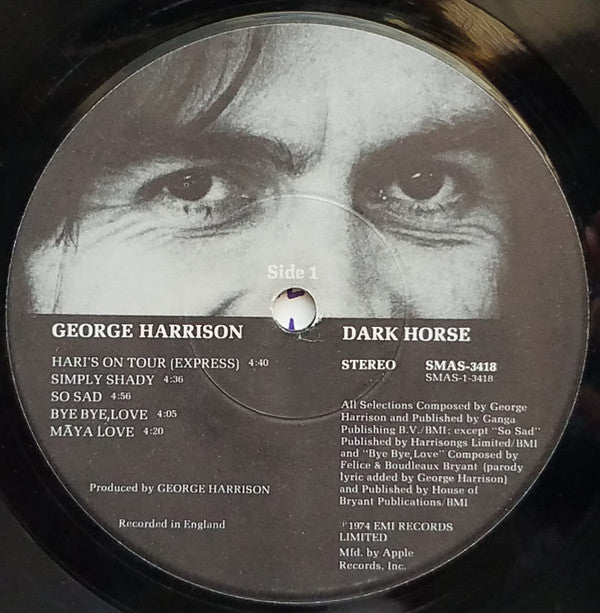 Side 1
GEORGE HARRISON
HARI'S ON TOUR (EXPRESS) 4:40
SIMPLY SHADY 4:36
SO SAD 4:56
BYE BYE, LOVE 4:05
MĀYA LOVE 4:20
Produced by GEORGE HARRISON
Recorded in England
DARK HORSE
STEREO SMAS-3418
SMAS-1-3418
All Selections Composed by George
Harrison and Published by Ganga
Publishing B.V./BMI; except "So Sad"
Published by Harrisongs Limited/BMI
and "Bye Bye, Love" Composed by
Felice & Boudleaux Bryant (parody
lyric added by George Harrison)
and Published by House of
Bryant Publications/BMI
℗ 1974 EMI RECORDS
LIMITED
Mfd. by Apple
Records, Inc.